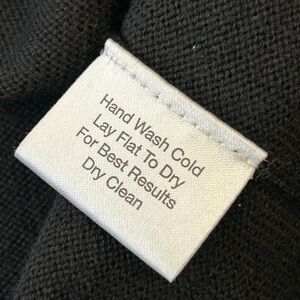 Hand Wash Cold
Lay Flat To Dry
For Best Results
Dry Clean